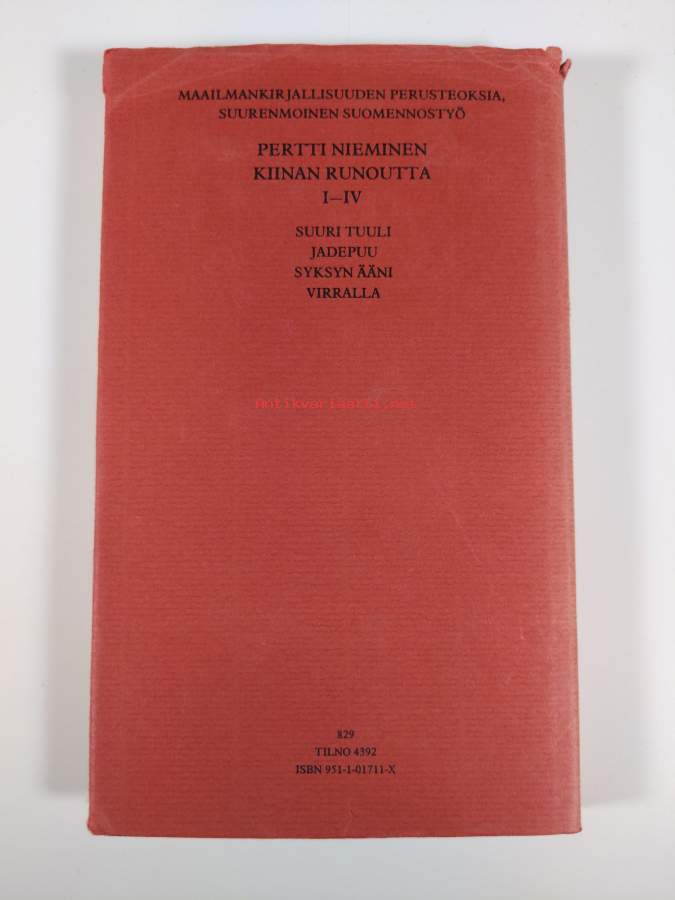 MAAILMANKIRJALLISUUDEN PERUSTEOKSIA,
SUURENMOINEN SUOMENNOSTYÖ
PERTTI NIEMINEN
KIINAN RUNOUTTA
I–IV
SUURI TUULI
JADEPUU
SYKSYN ÄÄNI
VIRRALLA
Antikvariaatti.net
829
TILNO 4392
ISBN 951-1-01711-X